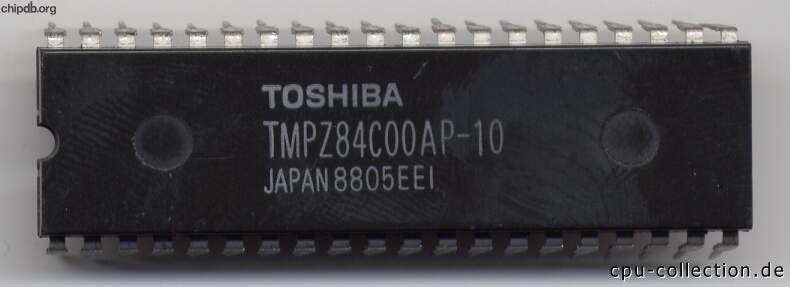 chipdb.org
TOSHIBA
TMPZ84C00AP-10
JAPAN 8805EEI
cpu-collection.de